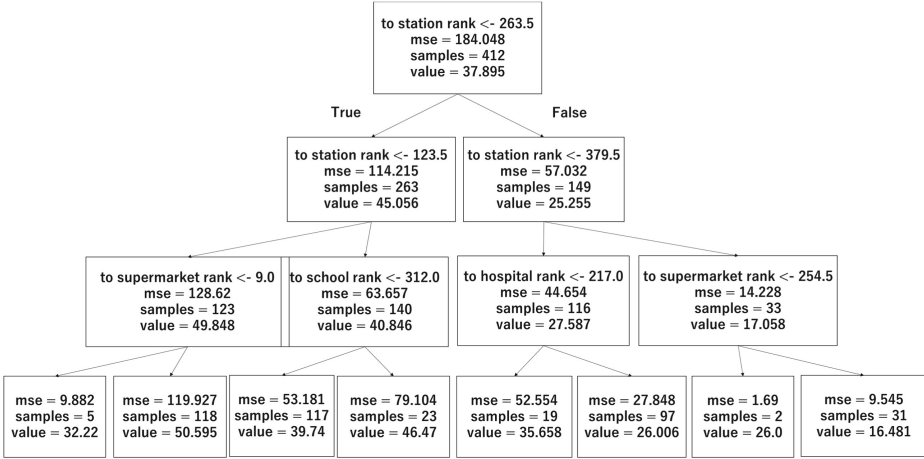 to station rank <- 263.5
mse = 184.048
samples = 412
value = 37.895
True
False
to station rank <- 123.5
mse = 114.215
samples = 263
value = 45.056
to station rank <- 379.5
mse = 57.032
samples = 149
value = 25.255
to supermarket rank <- 9.0
mse = 128.62
samples = 123
value = 49.848
to school rank <- 312.0
mse = 63.657
samples = 140
value = 40.846
to hospital rank <- 217.0
mse = 44.654
samples = 116
value = 27.587
to supermarket rank <- 254.5
mse = 14.228
samples = 33
value = 17.058
mse = 9.882
samples = 5
value = 32.22
mse = 119.927
samples = 118
value = 50.595
mse = 53.181
samples = 117
value = 39.74
mse = 79.104
samples = 23
value = 46.47
mse = 52.554
samples = 19
value = 35.658
mse = 27.848
samples = 97
value = 26.006
mse = 1.69
samples = 2
value = 26.0
mse = 9.545
samples = 31
value = 16.481